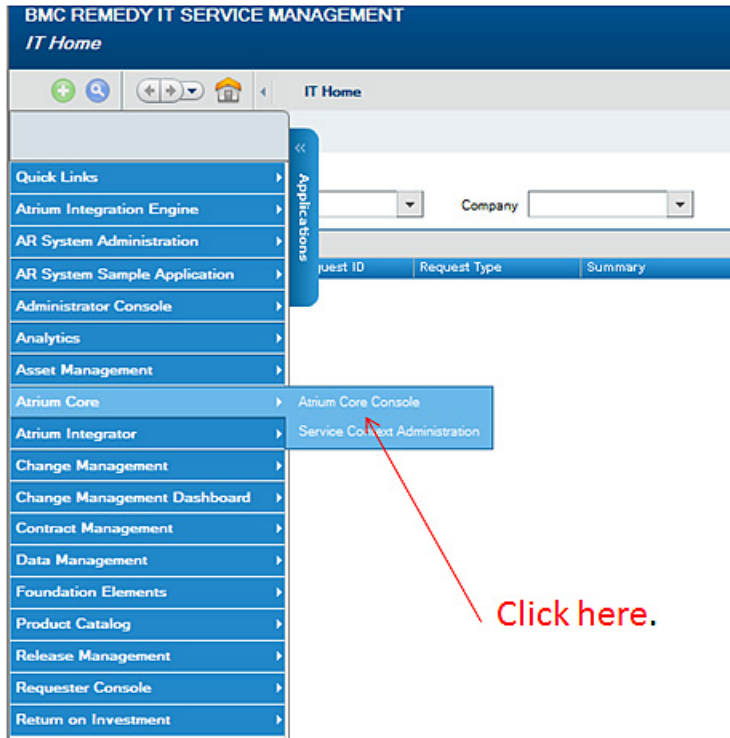 BMC REMEDY IT SERVICE MANAGEMENT
IT Home
IT Home
Applications
Company
Request Type
Summary
Quick Links
Atrium Integration Engine
AR System Administration
AR System Sample Application
Administrator Console
Analytics
Asset Management
Atrium Core
Atrium Core Console
Service Context Administration
Atrium Integrator
Change Management
Change Management Dashboard
Contract Management
Data Management
Foundation Elements
Product Catalog
Release Management
Requester Console
Return on Investment
Click here.